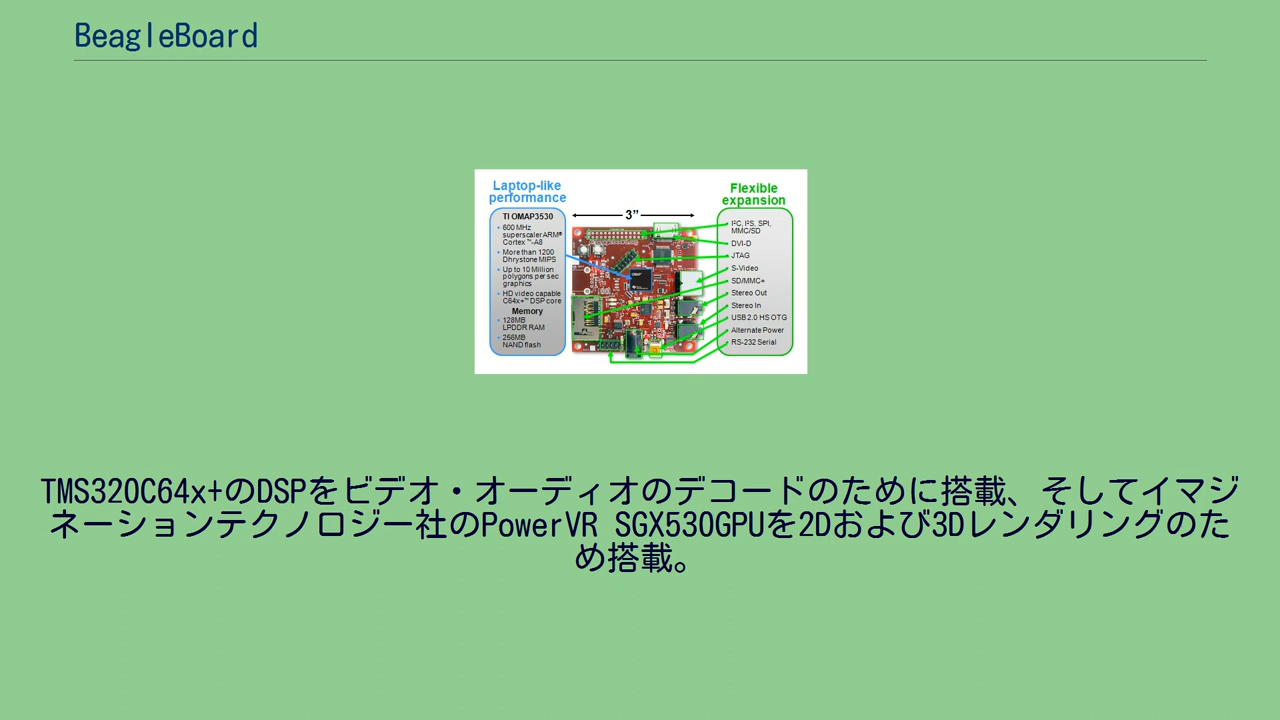 BeagleBoard
Laptop-like
performance
TI OMAP3530
• 600 MHz
superscaler ARM®
Cortex™-A8
• More than 1200
Dhrystone MIPS
• Up to 10 Million
polygons per sec
graphics
• HD video capable
C64x+™ DSP core
Memory
• 128MB
LPDDR RAM
• 256MB
NAND flash
3”
Flexible
expansion
I²C, I²S, SPI,
MMC/SD
DVI-D
JTAG
S-Video
SD/MMC+
Stereo Out
Stereo In
USB 2.0 HS OTG
Alternate Power
RS-232 Serial
TMS320C64x+のDSPをビデオ・オーディオのデコードのために搭載、そしてイマジ
ネーションテクノロジー社のPowerVR SGX530GPUを2Dおよび3Dレンダリングのた
め搭載。